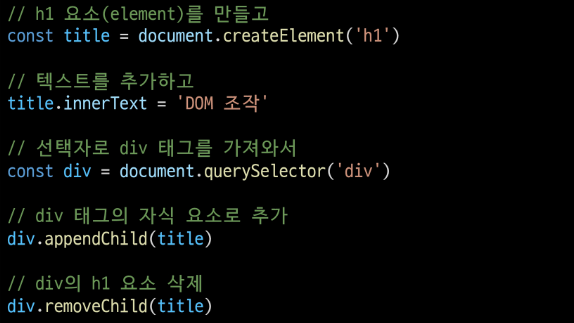 // h1 요소(element)를 만들고
const title = document.createElement('h1')
// 텍스트를 추가하고
title.innerText = 'DOM 조작'
// 선택자로 div 태그를 가져와서
const div = document.querySelector('div')
// div 태그의 자식 요소로 추가
div.appendChild(title)
// div의 h1 요소 삭제
div.removeChild(title)